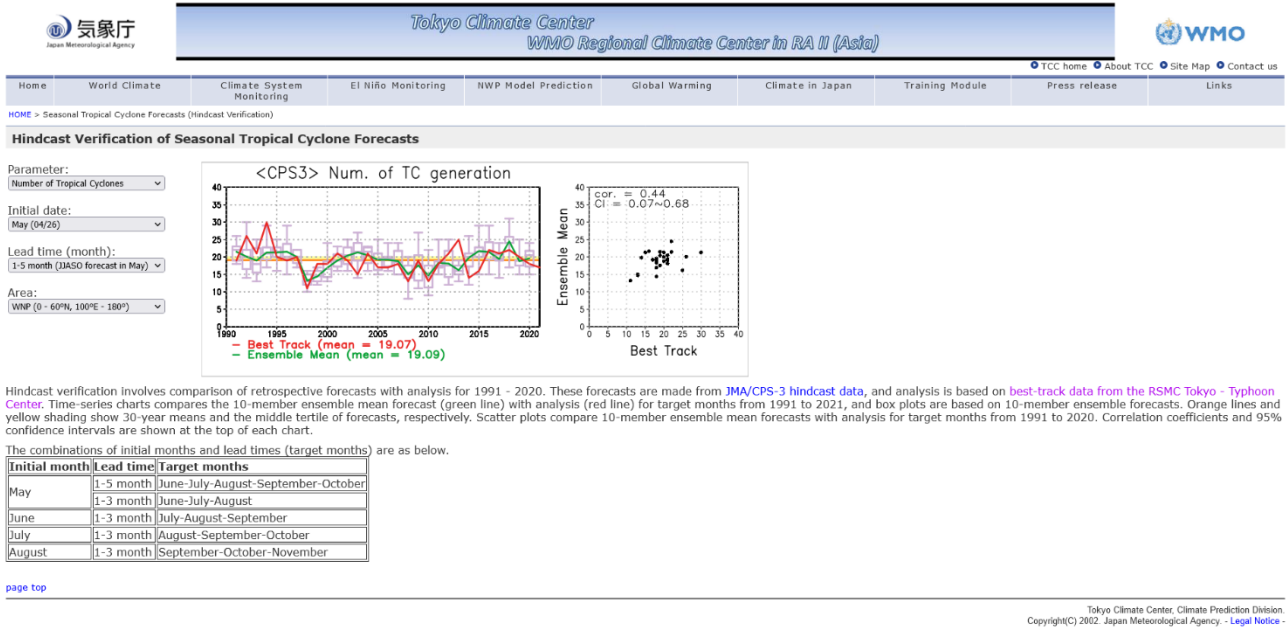 気象庁
Japan Meteorological Agency
Tokyo Climate Center
WMO Regional Climate Center in RA II (Asia)
WMO
TCC home About TCC Site Map Contact us
Home World Climate Climate System Monitoring El Niño Monitoring NWP Model Prediction Global Warming Climate in Japan Training Module Press release Links
HOME > Seasonal Tropical Cyclone Forecasts (Hindcast Verification)
Hindcast Verification of Seasonal Tropical Cyclone Forecasts
Parameter:
Number of Tropical Cyclones
Initial date:
May (04/26)
Lead time (month):
1-5 month (JJASO forecast in May)
Area:
WNP (0 - 60ºN, 100ºE - 180º)
<CPS3> Num. of TC generation
40
35
30
25
20
15
10
5
0
1990 1995 2000 2005 2010 2015 2020
— Best Track (mean = 19.07)
— Ensemble Mean (mean = 19.09)
cor. = 0.44
CI = 0.07~0.68
Ensemble Mean
40
35
30
25
20
15
10
5
0
0 5 10 15 20 25 30 35 40
Best Track
Hindcast verification involves comparison of retrospective forecasts with analysis for 1991 - 2020. These forecasts are made from JMA/CPS-3 hindcast data, and analysis is based on best-track data from the RSMC Tokyo - Typhoon
Center. Time-series charts compares the 10-member ensemble mean forecast (green line) with analysis (red line) for target months from 1991 to 2021, and box plots are based on 10-member ensemble forecasts. Orange lines and
yellow shading show 30-year means and the middle tertile of forecasts, respectively. Scatter plots compare 10-member ensemble mean forecasts with analysis for target months from 1991 to 2020. Correlation coefficients and 95%
confidence intervals are shown at the top of each chart.
The combinations of initial months and lead times (target months) are as below.
Initial month Lead time Target months
May 1-5 month June-July-August-September-October
1-3 month June-July-August
June 1-3 month July-August-September
July 1-3 month August-September-October
August 1-3 month September-October-November
page top
Tokyo Climate Center, Climate Prediction Division.
Copyright(C) 2002. Japan Meteorological Agency. - Legal Notice -